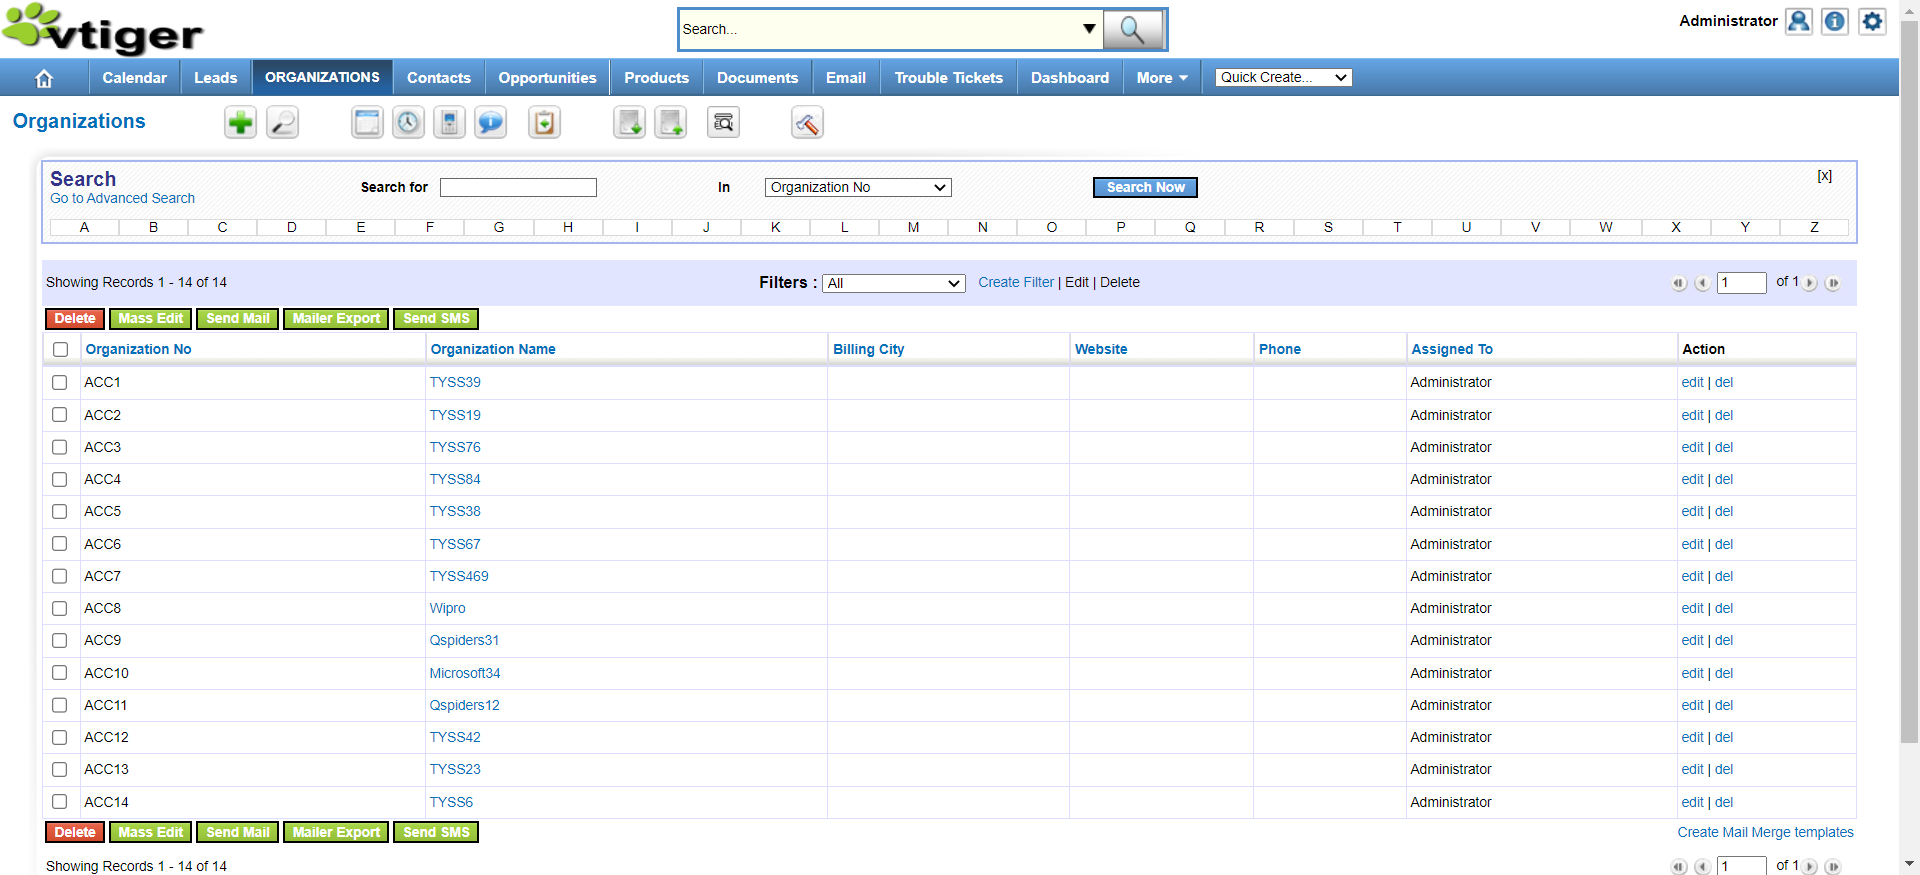 vtiger
Search...
Administrator
Calendar Leads ORGANIZATIONS Contacts Opportunities Products Documents Email Trouble Tickets Dashboard More Quick Create...
Organizations
Search
Go to Advanced Search
Search for In Organization No Search Now [x]
A B C D E F G H I J K L M N O P Q R S T U V W X Y Z
Showing Records 1 - 14 of 14 Filters : All Create Filter | Edit | Delete 1 of 1
Delete Mass Edit Send Mail Mailer Export Send SMS
Organization No Organization Name Billing City Website Phone Assigned To Action
ACC1 TYSS39 Administrator edit | del
ACC2 TYSS19 Administrator edit | del
ACC3 TYSS76 Administrator edit | del
ACC4 TYSS84 Administrator edit | del
ACC5 TYSS38 Administrator edit | del
ACC6 TYSS67 Administrator edit | del
ACC7 TYSS469 Administrator edit | del
ACC8 Wipro Administrator edit | del
ACC9 Qspiders31 Administrator edit | del
ACC10 Microsoft34 Administrator edit | del
ACC11 Qspiders12 Administrator edit | del
ACC12 TYSS42 Administrator edit | del
ACC13 TYSS23 Administrator edit | del
ACC14 TYSS6 Administrator edit | del
Delete Mass Edit Send Mail Mailer Export Send SMS Create Mail Merge templates
Showing Records 1 - 14 of 14 1 of 1